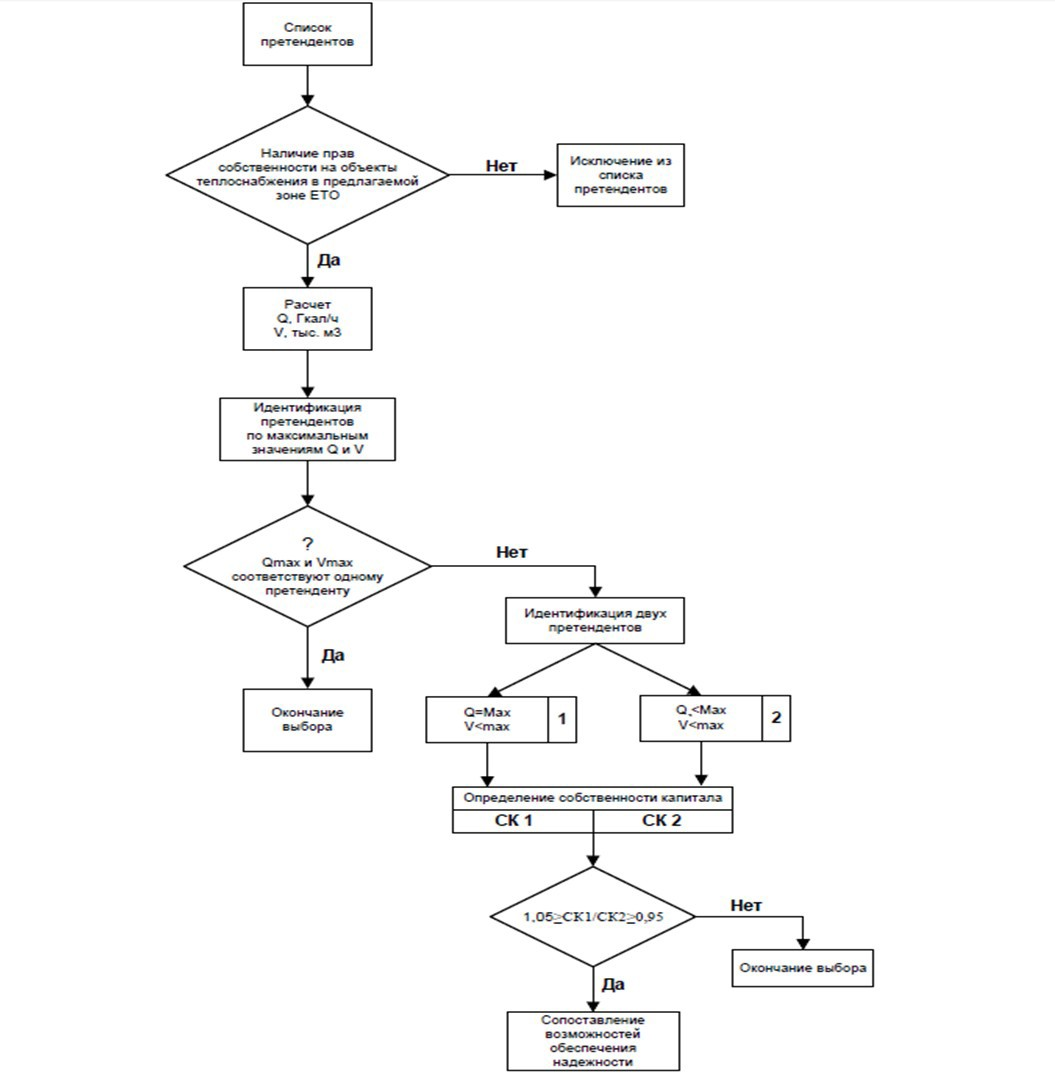 Список
претендентов
Наличие прав
собственности на объекты
теплоснабжения в предлагаемой
зоне ЕТО
Нет
Исключение из
списка
претендентов
Да
Расчет
Q, Гкал/ч
V, тыс. м3
Идентификация
претендентов
по максимальным
значениям Q и V
?
Qmax и Vmax
соответствуют одному
претенденту
Нет
Идентификация двух
претендентов
Да
Окончание
выбора
Q=Max
V<max
1
Q,<Max
V<max
2
Определение собственности капитала
СК 1
СК 2
1,05≥СК1/СК2≥0,95
Нет
Окончание выбора
Да
Сопоставление
возможностей
обеспечения
надежности